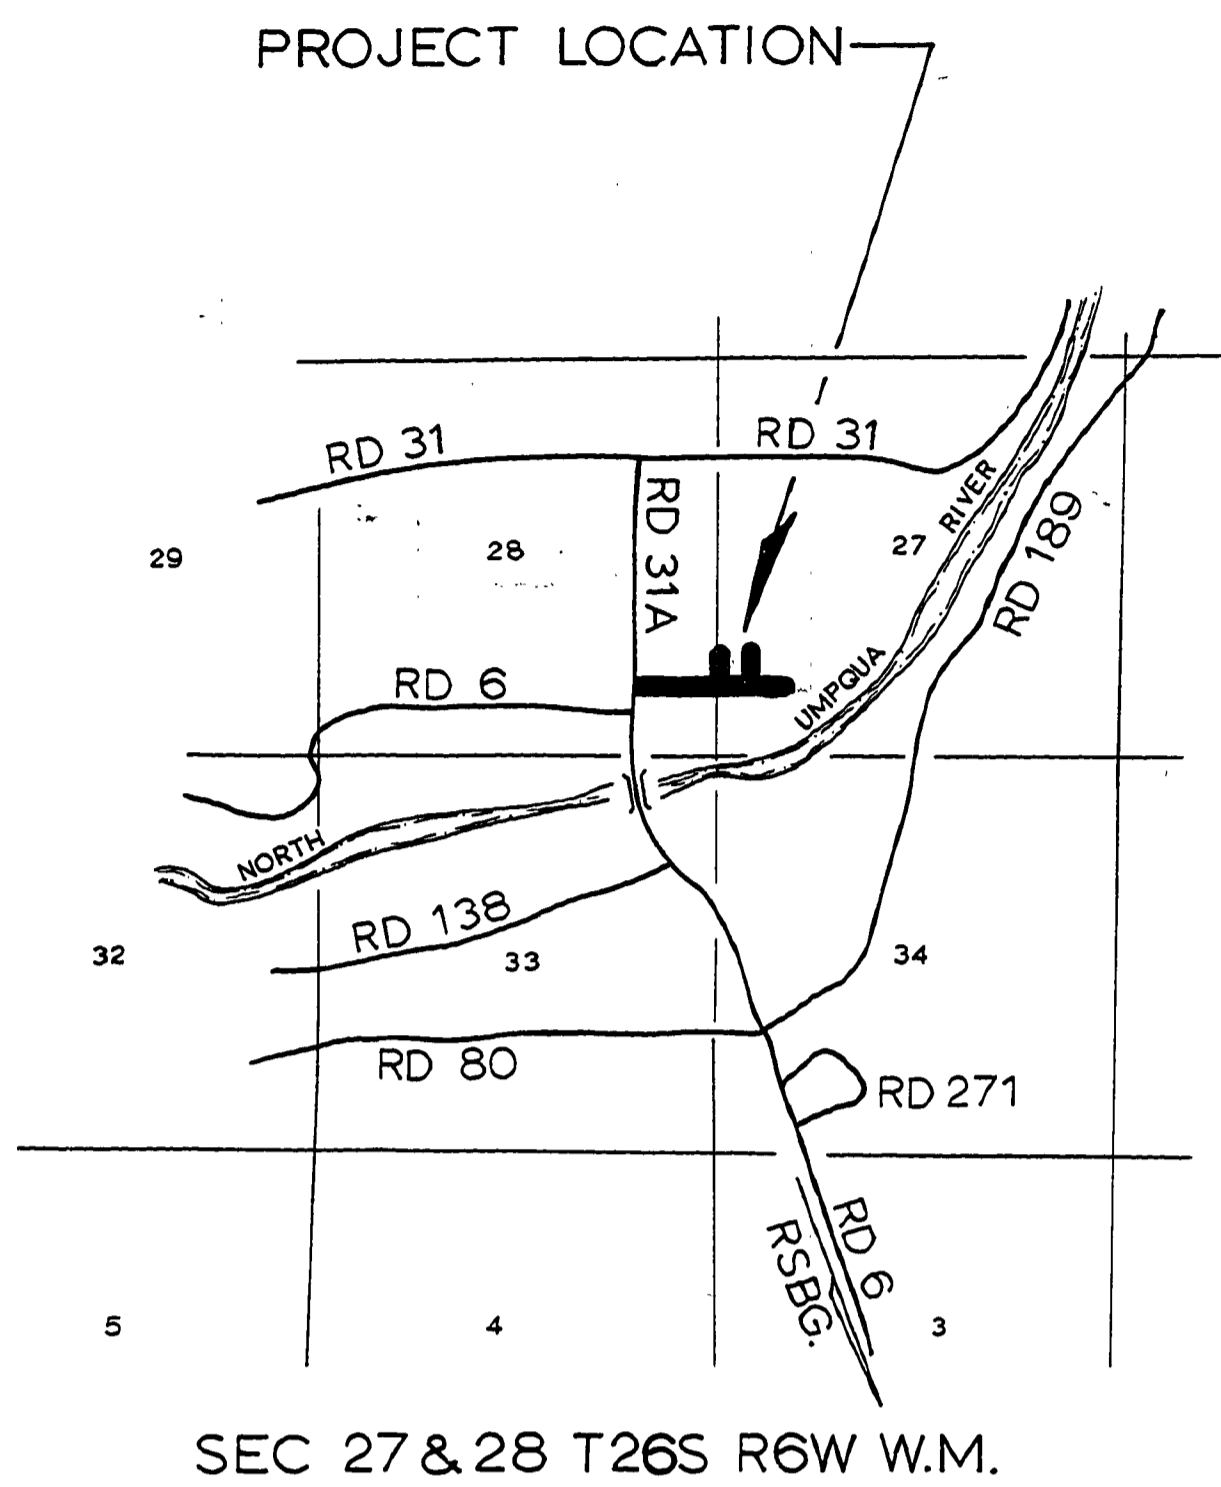 PROJECT LOCATION
RD 31
RD 31
RD 31A
RIVER
RD 189
29
28
27
RD 6
UMPQUA
NORTH
RD 138
32
33
34
RD 80
RD 271
RD 6
RSBG.
5
4
3
SEC 27 & 28 T26S R6W W.M.